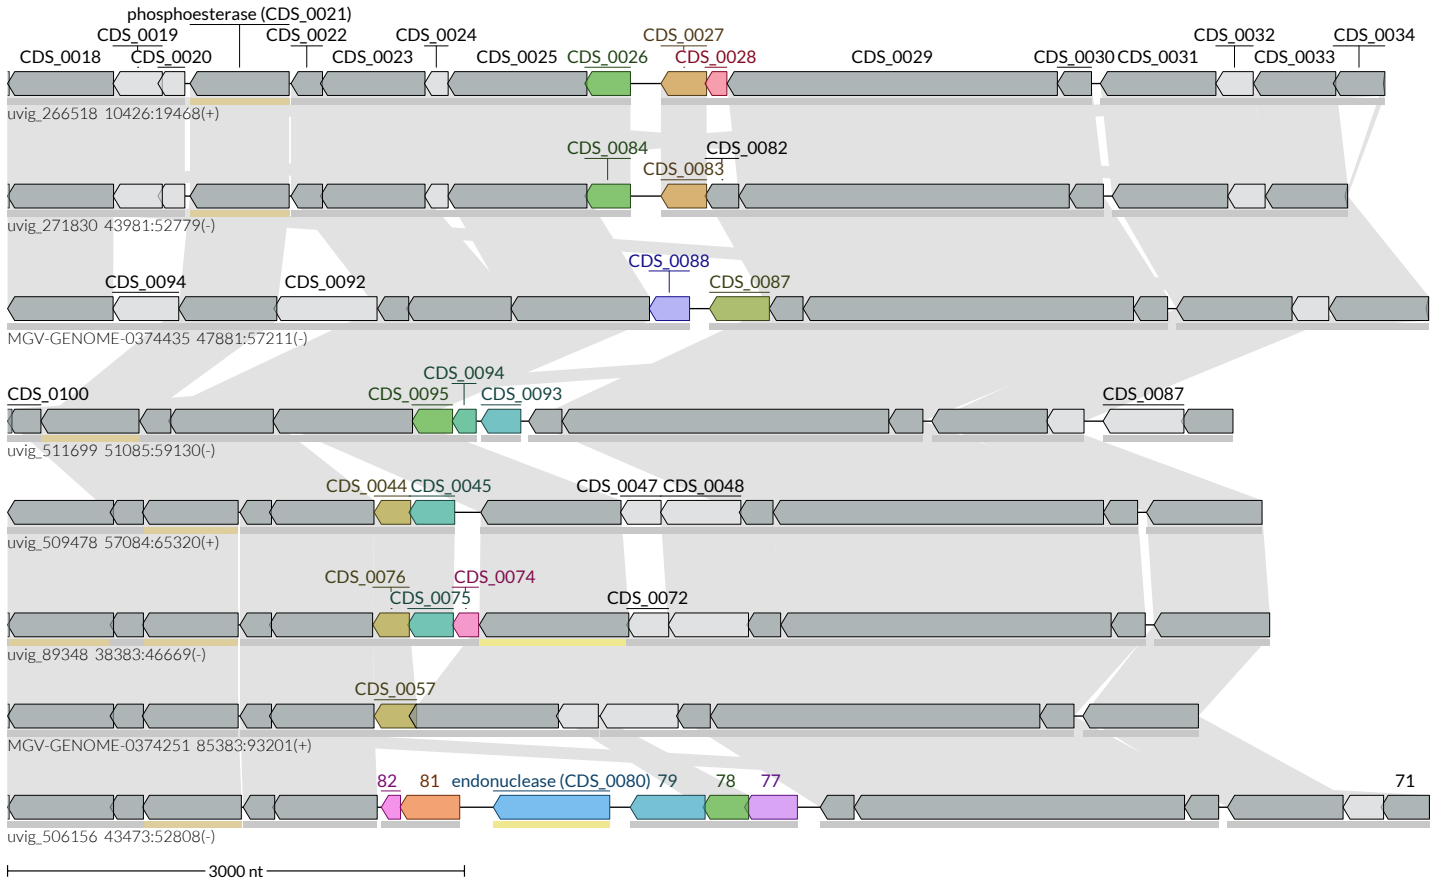 phosphoesterase (CDS_0021)
CDS_0019 CDS_0022 CDS_0024 CDS_0027 CDS_0032 CDS_0034
CDS_0018 CDS_0020 CDS_0023 CDS_0025 CDS_0026 CDS_0028 CDS_0029 CDS_0030 CDS_0031 CDS_0033
uvig_266518 10426:19468(+)
CDS_0084 CDS_0082
CDS_0083
uvig_271830 43981:52779(-)
CDS_0088
CDS_0094 CDS_0092 CDS_0087
MGV-GENOME-0374435 47881:57211(-)
CDS_0094
CDS_0100 CDS_0095 CDS_0093 CDS_0087
uvig_511699 51085:59130(-)
CDS_0044 CDS_0045 CDS_0047 CDS_0048
uvig_509478 57084:65320(+)
CDS_0076 CDS_0074
CDS_0075 CDS_0072
uvig_89348 38383:46669(-)
CDS_0057
MGV-GENOME-0374251 85383:93201(+)
82 81 endonuclease (CDS_0080) 79 78 77 71
uvig_506156 43473:52808(-)
3000 nt